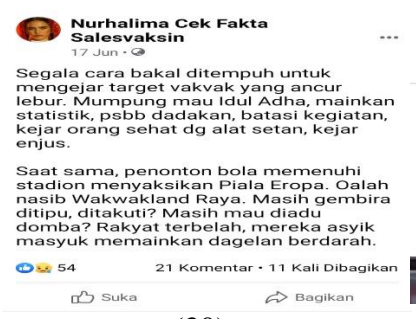 Nurhalima Cek Fakta
Salesvaksin
17 Jun
Segala cara bakal ditempuh untuk
mengejar target vakvak yang ancur
lebur. Mumpung mau Idul Adha, mainkan
statistik, psbb dadakan, batasi kegiatan,
kejar orang sehat dg alat setan, kejar
enjus.
Saat sama, penonton bola memenuhi
stadion menyaksikan Piala Eropa. Oalah
nasib Wakwakland Raya. Masih gembira
ditipu, ditakuti? Masih mau diadu
domba? Rakyat terbelah, mereka asyik
masyuk memainkan dagelan berdarah.
54 21 Komentar • 11 Kali Dibagikan
Suka Bagikan